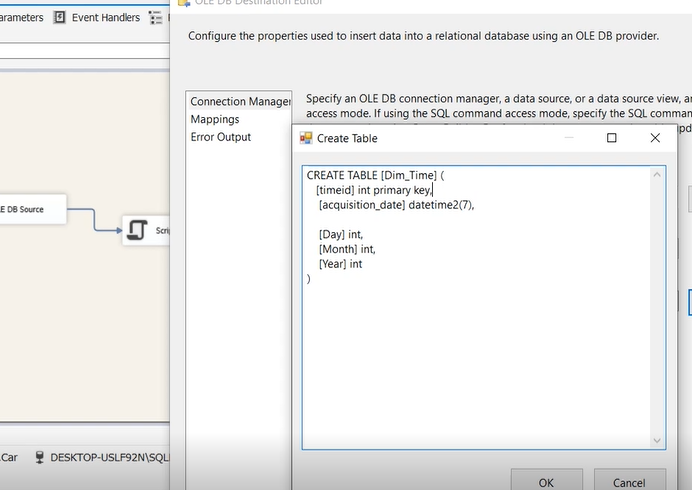 OLE DB Destination Editor
arameters
Event Handlers
Configure the properties used to insert data into a relational database using an OLE DB provider.
Connection Manager
Mappings
Error Output
Specify an OLE DB connection manager, a data source, or a data source view, a
access mode. If using the SQL command access mode, specify the SQL comman
Create Table
CREATE TABLE [Dim_Time] (
[timeid] int primary key,
[acquisition_date] datetime2(7),
[Day] int,
[Month] int,
[Year] int
)
E DB Source
Scri
.Car
DESKTOP-USLF92N\SQL
OK
Cancel